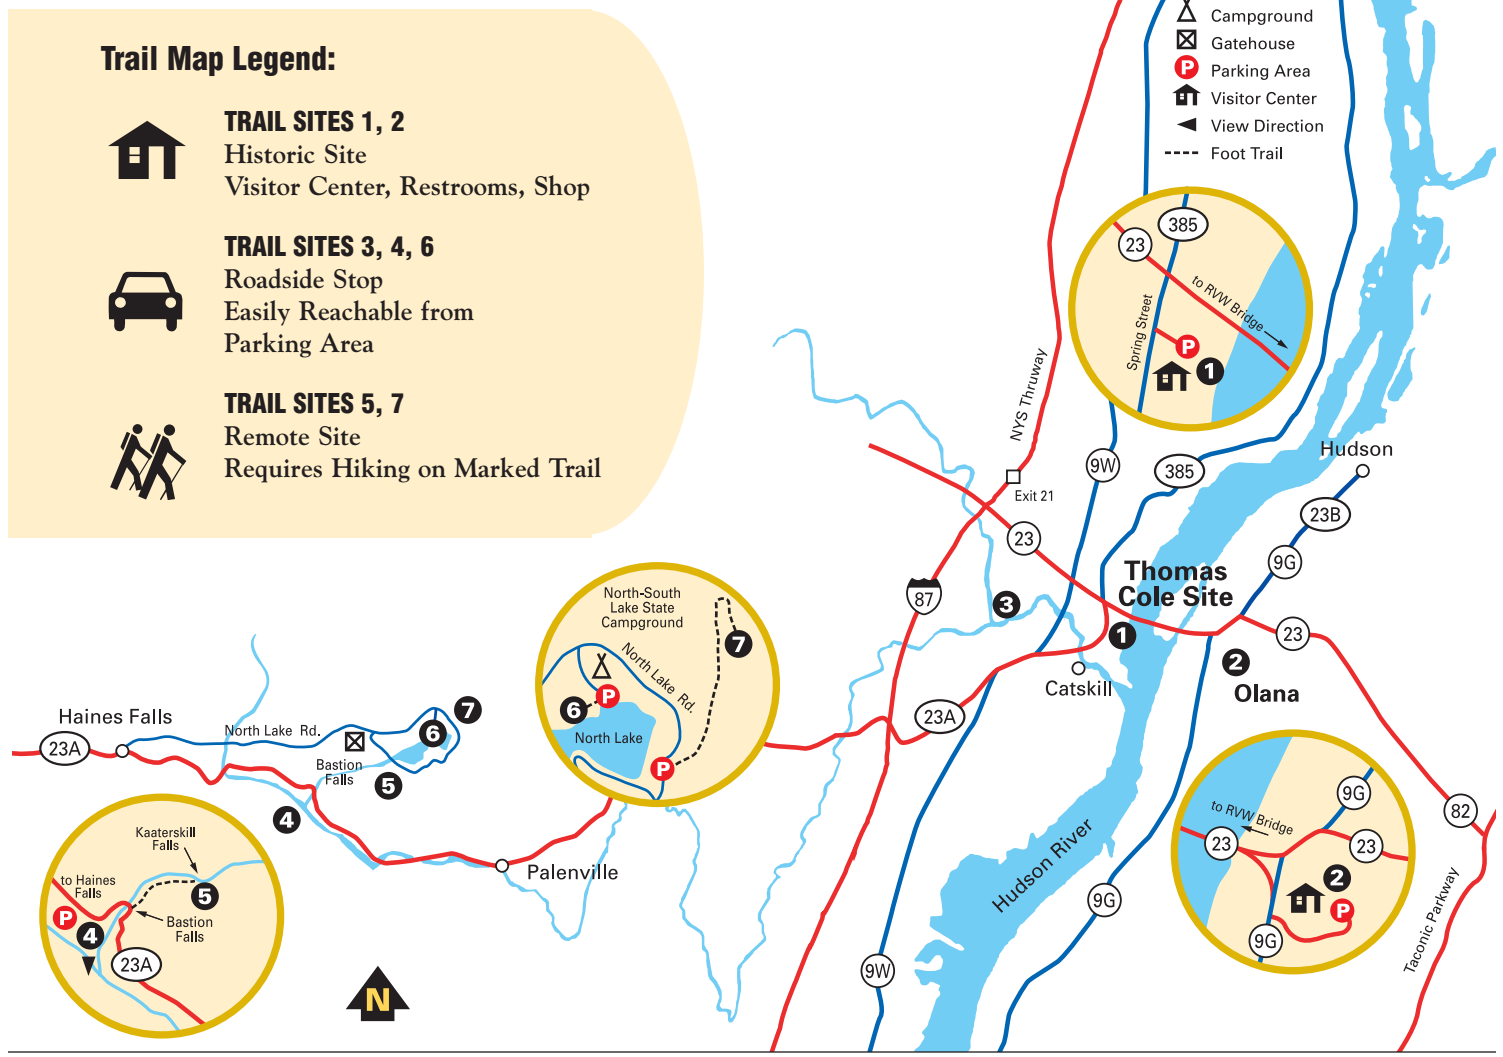 Trail Map Legend:
TRAIL SITES 1, 2
Historic Site
Visitor Center, Restrooms, Shop
TRAIL SITES 3, 4, 6
Roadside Stop
Easily Reachable from
Parking Area
TRAIL SITES 5, 7
Remote Site
Requires Hiking on Marked Trail
Campground
Gatehouse
P Parking Area
Visitor Center
View Direction
Foot Trail
385
23
to RVW Bridge
Spring Street
P
1
NYS Thruway
Exit 21
9W
385
Hudson
23B
9G
23
87
3
Thomas
Cole Site
1
23
2
Olana
Catskill
23A
82
Taconic Parkway
Hudson River
9G
9W
9G
to RVW Bridge
23
23
2
P
9G
North-South
Lake State
Campground
7
North Lake Rd.
P
6
North Lake
P
Haines Falls
23A
North Lake Rd.
7
6
Bastion
Falls
5
4
Palenville
Kaaterskill
Falls
to Haines
Falls
5
P
4
Bastion
Falls
23A
N